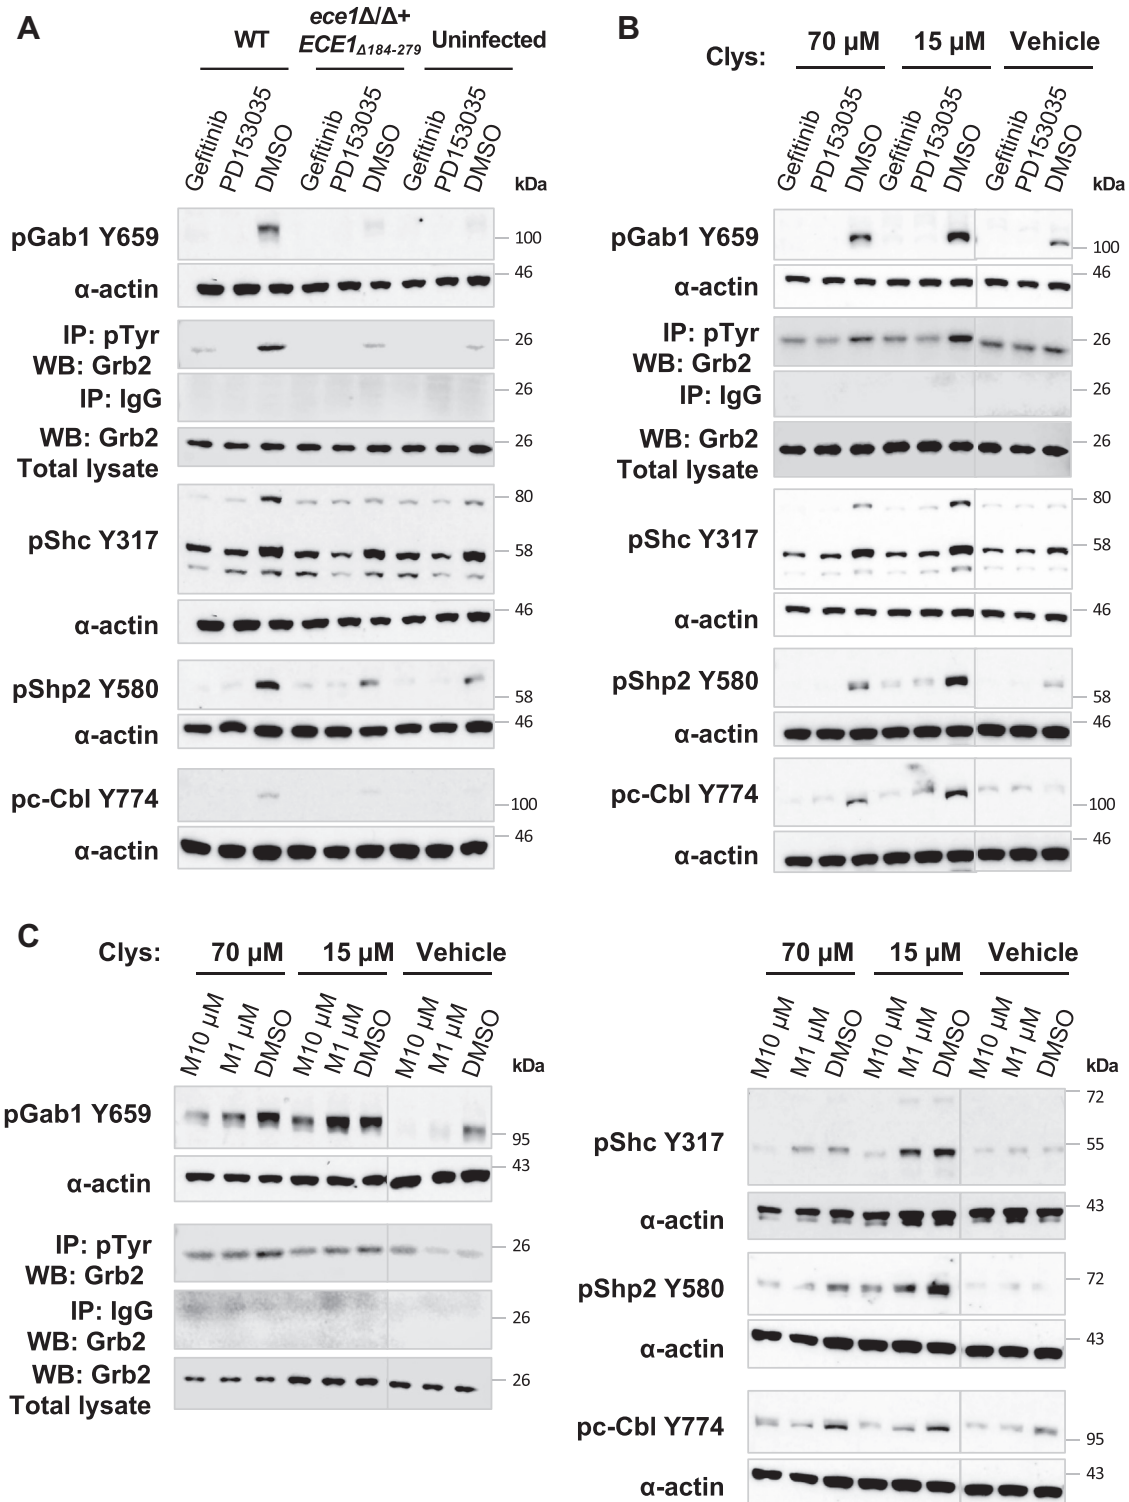 A
WT
ece1Δ/Δ+
ECE1Δ184-279
Uninfected
Gefitinib
PD153035
DMSO
Gefitinib
PD153035
DMSO
Gefitinib
PD153035
DMSO
kDa
pGab1 Y659
100
α-actin
46
IP: pTyr
WB: Grb2
26
IP: IgG
26
WB: Grb2
Total lysate
26
pShc Y317
80
58
α-actin
46
pShp2 Y580
58
α-actin
46
pc-Cbl Y774
100
α-actin
46
B
Clys:
70 µM
15 µM
Vehicle
Gefitinib
PD153035
DMSO
Gefitinib
PD153035
DMSO
Gefitinib
PD153035
DMSO
kDa
pGab1 Y659
100
α-actin
46
IP: pTyr
WB: Grb2
26
IP: IgG
26
WB: Grb2
Total lysate
26
pShc Y317
80
58
α-actin
46
pShp2 Y580
58
α-actin
46
pc-Cbl Y774
100
α-actin
46
C
Clys:
70 µM
15 µM
Vehicle
M10 µM
M1 µM
DMSO
M10 µM
M1 µM
DMSO
M10 µM
M1 µM
DMSO
kDa
pGab1 Y659
95
α-actin
43
IP: pTyr
WB: Grb2
26
IP: IgG
WB: Grb2
26
WB: Grb2
Total lysate
26
70 µM
15 µM
Vehicle
M10 µM
M1 µM
DMSO
M10 µM
M1 µM
DMSO
M10 µM
M1 µM
DMSO
kDa
pShc Y317
72
55
α-actin
43
pShp2 Y580
72
α-actin
43
pc-Cbl Y774
95
α-actin
43